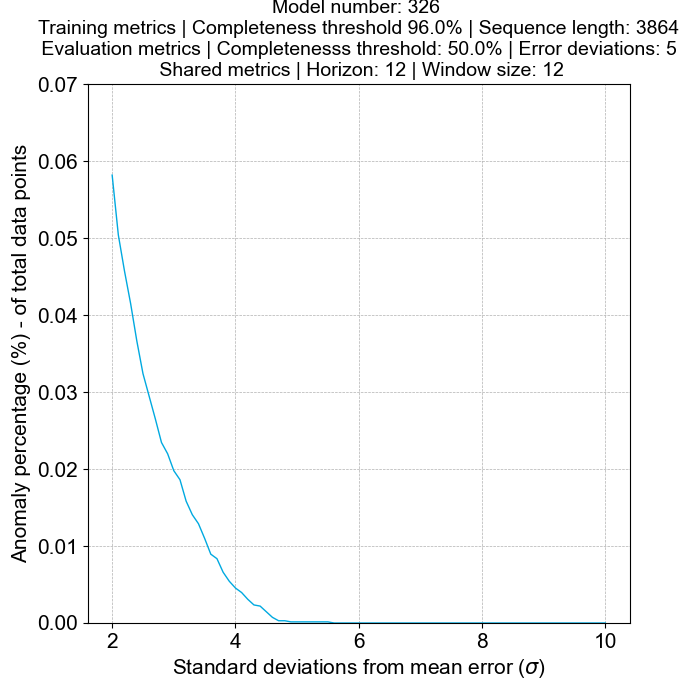 Model number: 326
Training metrics | Completeness threshold 96.0% | Sequence length: 3864
Evaluation metrics | Completenesss threshold: 50.0% | Error deviations: 5
Shared metrics | Horizon: 12 | Window size: 12
0.07
0.06
0.05
0.04
0.03
0.02
0.01
0.00
Anomaly percentage (%) - of total data points
2 4 6 8 10
Standard deviations from mean error (σ)